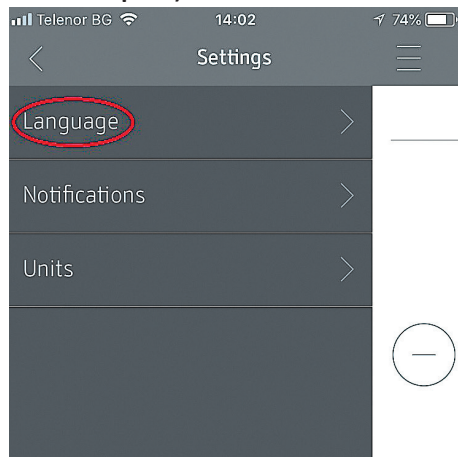 Telenor BG 14:02 74%
Settings
Language
Notifications
Units